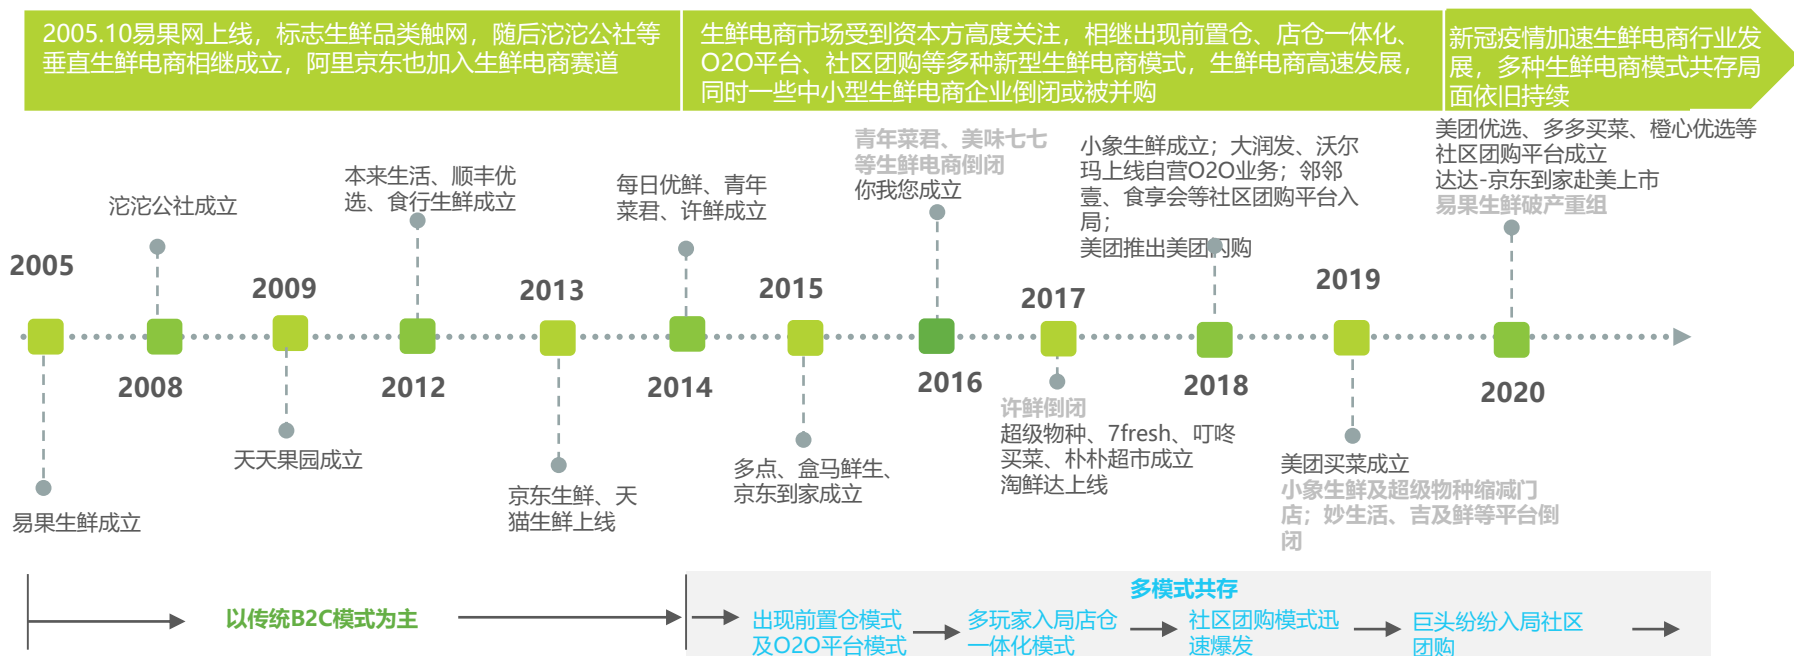 2005.10易果网上线，标志生鲜品类触网，随后沱沱公社等
垂直生鲜电商相继成立，阿里京东也加入生鲜电商赛道
生鲜电商市场受到资本方高度关注，相继出现前置仓、店仓一体化、
O2O平台、社区团购等多种新型生鲜电商模式，生鲜电商高速发展，
同时一些中小型生鲜电商企业倒闭或被并购
新冠疫情加速生鲜电商行业发
展，多种生鲜电商模式共存局
面依旧持续
2005
易果生鲜成立
沱沱公社成立
2008
2009
天天果园成立
本来生活、顺丰优
选、食行生鲜成立
2012
2013
京东生鲜、天
猫生鲜上线
每日优鲜、青年
菜君、许鲜成立
2014
2015
多点、盒马鲜生、
京东到家成立
青年菜君、美味七七
等生鲜电商倒闭
你我您成立
2016
2017
许鲜倒闭
超级物种、7fresh、叮咚
买菜、朴朴超市成立
淘鲜达上线
小象生鲜成立；大润发、沃尔
玛上线自营O2O业务；邻邻
壹、食享会等社区团购平台入
局；
美团推出美团闪购
2018
2019
美团买菜成立
小象生鲜及超级物种缩减门
店；妙生活、吉及鲜等平台倒
闭
美团优选、多多买菜、橙心优选等
社区团购平台成立
达达-京东到家赴美上市
易果生鲜破产重组
2020
以传统B2C模式为主
多模式共存
出现前置仓模式
及O2O平台模式
多玩家入局店仓
一体化模式
社区团购模式迅
速爆发
巨头纷纷入局社区
团购